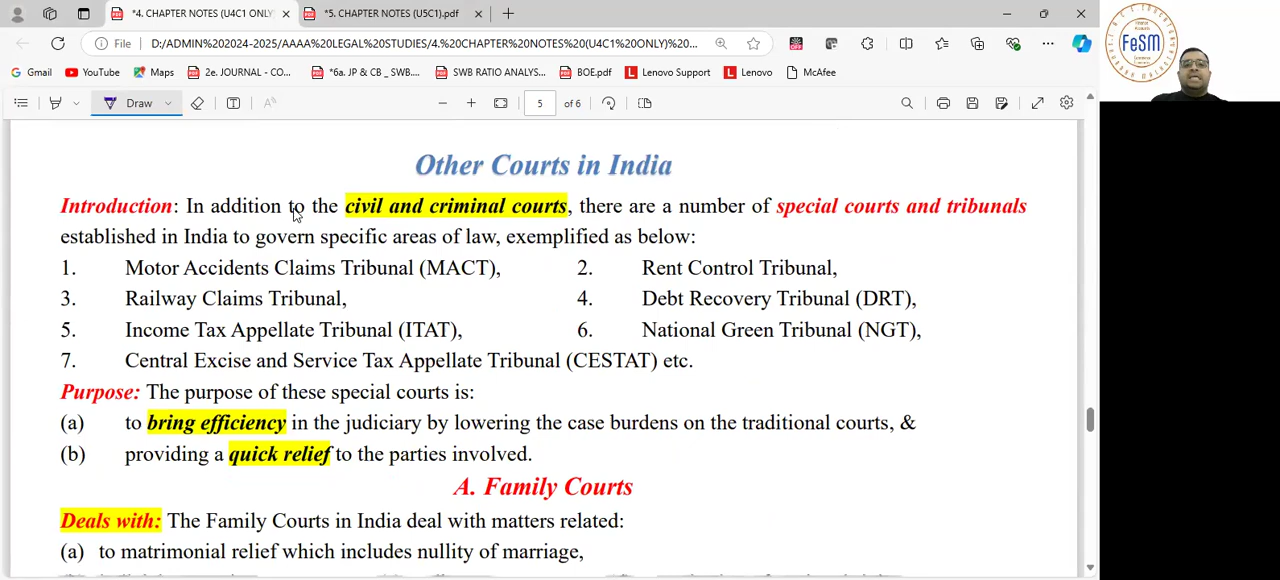 *4. CHAPTER NOTES (U4C1 ONLY)
*5. CHAPTER NOTES (U5C1).pdf
File D:/ADMIN%202024-2025/AAAA%20LEGAL%20STUDIES/4.%20CHAPTER%20NOTES%20(U4C1%20ONLY)%20...
Gmail YouTube Maps 2e. JOURNAL - CO... *6a. JP & CB _ SWB... SWB RATIO ANALYS... BOE.pdf Lenovo Support Lenovo McAfee
Draw 5 of 6
FeSM
Other Courts in India
Introduction: In addition to the civil and criminal courts, there are a number of special courts and tribunals
established in India to govern specific areas of law, exemplified as below:
1. Motor Accidents Claims Tribunal (MACT), 2. Rent Control Tribunal,
3. Railway Claims Tribunal, 4. Debt Recovery Tribunal (DRT),
5. Income Tax Appellate Tribunal (ITAT), 6. National Green Tribunal (NGT),
7. Central Excise and Service Tax Appellate Tribunal (CESTAT) etc.
Purpose: The purpose of these special courts is:
(a) to bring efficiency in the judiciary by lowering the case burdens on the traditional courts, &
(b) providing a quick relief to the parties involved.
A. Family Courts
Deals with: The Family Courts in India deal with matters related:
(a) to matrimonial relief which includes nullity of marriage,